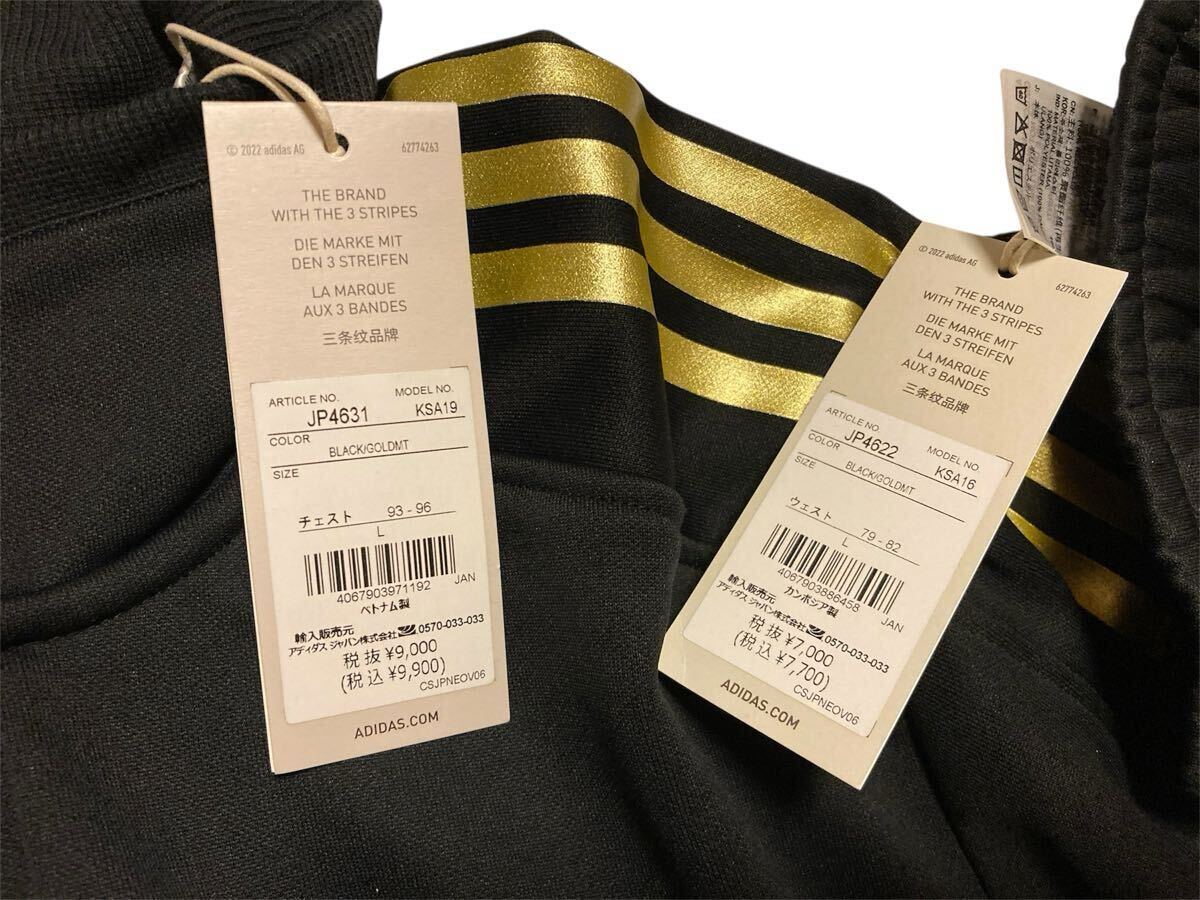 © 2022 adidas AG
62774263
THE BRAND
WITH THE 3 STRIPES
DIE MARKE MIT
DEN 3 STREIFEN
LA MARQUE
AUX 3 BANDES
三条纹品牌
ARTICLE NO. MODEL NO.
JP4631 KSA19
COLOR
BLACK/GOLDMT
SIZE
チェスト 93 - 96
L
4067903971192 JAN
ベトナム製
輸入販売元
アディダス ジャパン株式会社 0570-033-033
税 抜 ¥9,000
(税 込 ¥9,900)
CSJPNEOV06
ADIDAS.COM
© 2022 adidas AG
62774263
THE BRAND
WITH THE 3 STRIPES
DIE MARKE MIT
DEN 3 STREIFEN
LA MARQUE
AUX 3 BANDES
三条纹品牌
ARTICLE NO. MODEL NO.
JP4622 KSA16
COLOR
BLACK/GOLDMT
SIZE
ウェスト 79 - 82
L
4067903886458 JAN
カンボジア製
輸入販売元
アディダス ジャパン株式会社 0570-033-033
税 抜 ¥7,000
(税 込 ¥7,700)
CSJPNEOV06
ADIDAS.COM